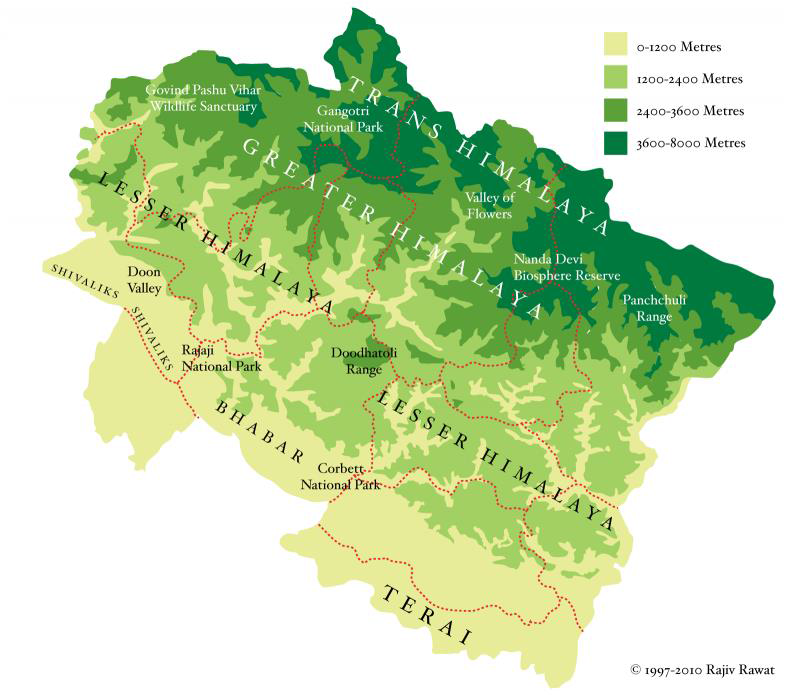 0-1200 Metres
1200-2400 Metres
2400-3600 Metres
3600-8000 Metres
Govind Pashu Vihar
Wildlife Sanctuary
Gangotri
National Park
TRANS HIMALAYA
GREATER HIMALAYA
LESSER HIMALAYA
Valley of
Flowers
Nanda Devi
Biosphere Reserve
Panchchuli
Range
SHIVALIKS
Doon
Valley
SHIVALIKS
Rajaji
National Park
Doodhatoli
Range
BHABAR
LESSER HIMALAYA
Corbett
National Park
TERAI
© 1997-2010 Rajiv Rawat